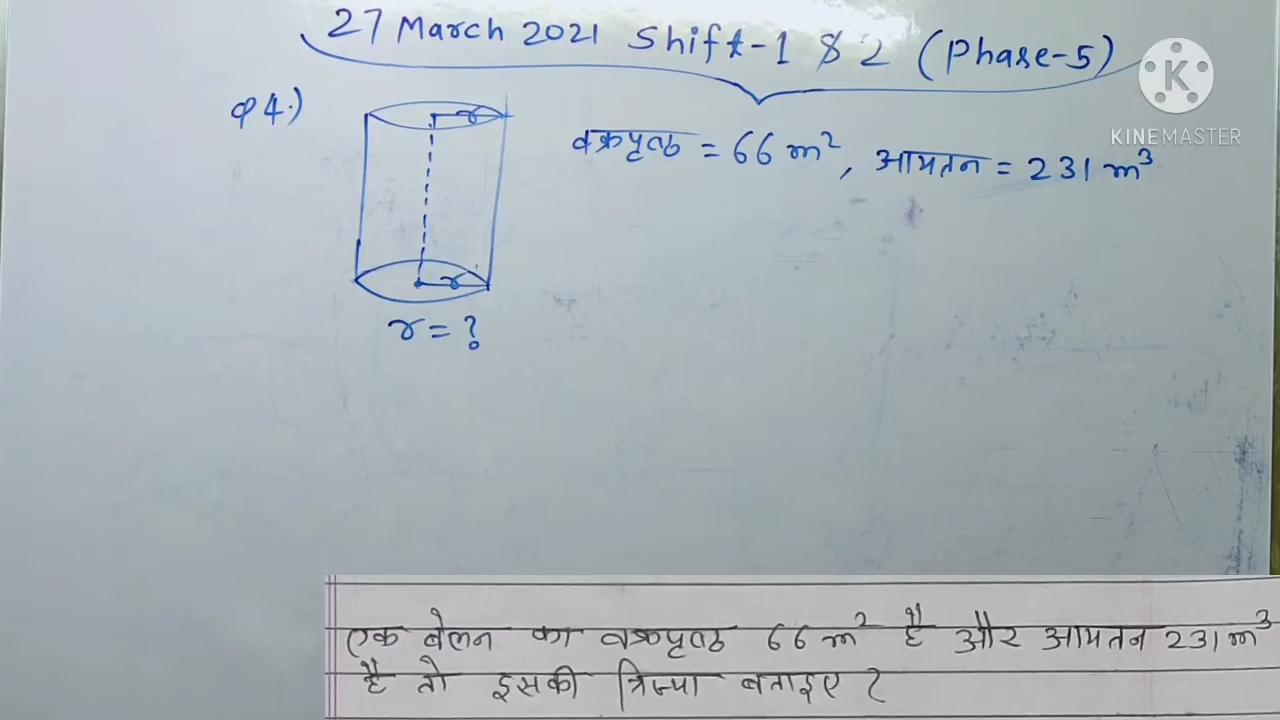 27 March 2021 Shift-1 & 2 (Phase-5)
K
KINEMASTER
Q4.)
r
वक्रपृष्ठ = 66 m², आयतन = 231 m³
r
r = ?
एक बेलन का वक्रपृष्ठ 66 m² है और आयतन 231 m³
है तो इसकी त्रिज्या बताइए ?